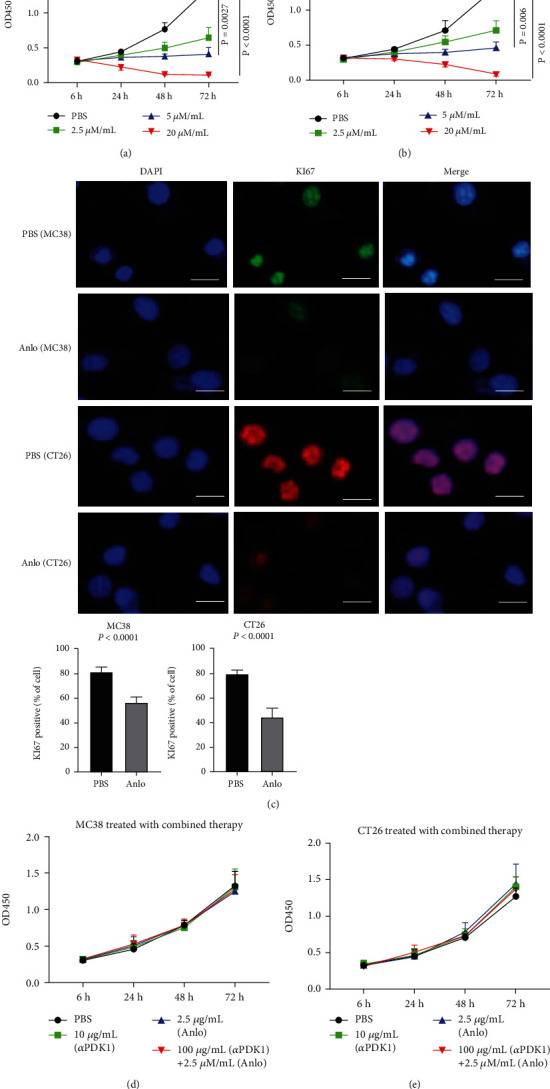 OD450
1.0
0.5
0.0
6 h 24 h 48 h 72 h
P = 0.0027
P < 0.0001
PBS
2.5 μM/mL
5 μM/mL
20 μM/mL
(a)
OD450
1.0
0.5
0.0
6 h 24 h 48 h 72 h
P = 0.006
P < 0.0001
PBS
2.5 μM/mL
5 μM/mL
20 μM/mL
(b)
DAPI KI67 Merge
PBS (MC38)
Anlo (MC38)
PBS (CT26)
Anlo (CT26)
MC38
P < 0.0001
KI67 positive (% of cell)
100
80
60
40
20
0
PBS Anlo
CT26
P < 0.0001
KI67 positive (% of cell)
100
80
60
40
20
0
PBS Anlo
(c)
MC38 treated with combined therapy
OD450
2.0
1.5
1.0
0.5
0.0
6 h 24 h 48 h 72 h
PBS
10 μg/mL
(αPDK1)
2.5 μg/mL
(Anlo)
100 μg/mL (αPDK1)
+2.5 μM/mL (Anlo)
(d)
CT26 treated with combined therapy
OD450
2.0
1.5
1.0
0.5
0.0
6 h 24 h 48 h 72 h
PBS
10 μg/mL
(αPDK1)
2.5 μg/mL
(Anlo)
100 μg/mL (αPDK1)
+2.5 μM/mL (Anlo)
(e)